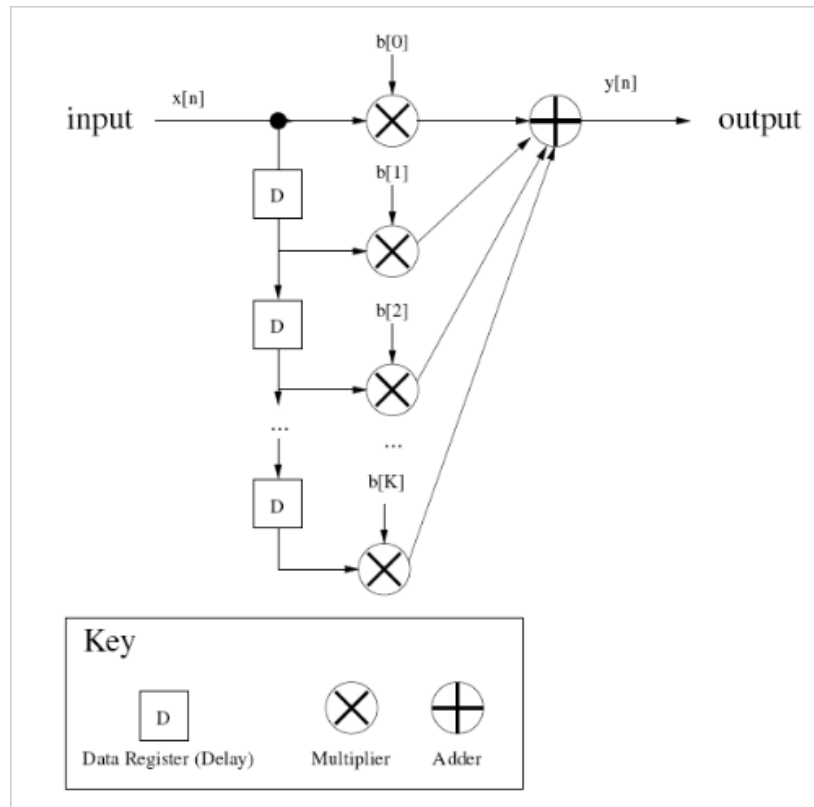 b[0]
x[n]
y[n]
input
output
b[1]
D
b[2]
D
...
...
b[K]
D
Key
D
Data Register (Delay)
Multiplier
Adder